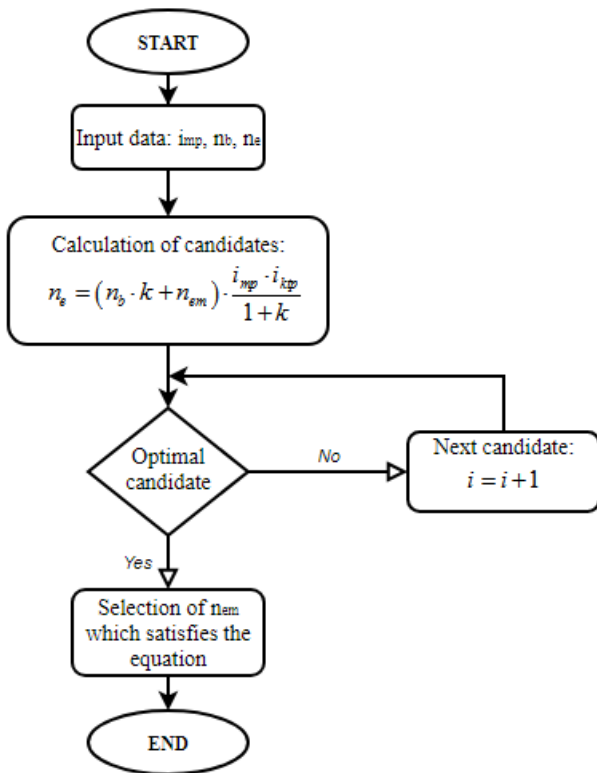 START
Input data: imp, nb, ne
Calculation of candidates:
n_e = (n_b · k + n_em) · (i_mp · i_ktp) / (1 + k)
Optimal
candidate
No
Next candidate:
i = i+1
Yes
Selection of nem
which satisfies the
equation
END